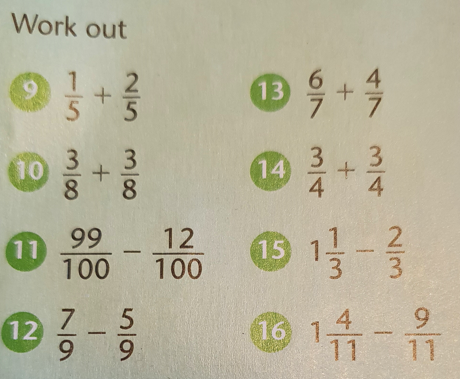 Work out
9 1/5 + 2/5
10 3/8 + 3/8
11 99/100 − 12/100
12 7/9 − 5/9
13 6/7 + 4/7
14 3/4 + 3/4
15 1 1/3 − 2/3
16 1 4/11 − 9/11